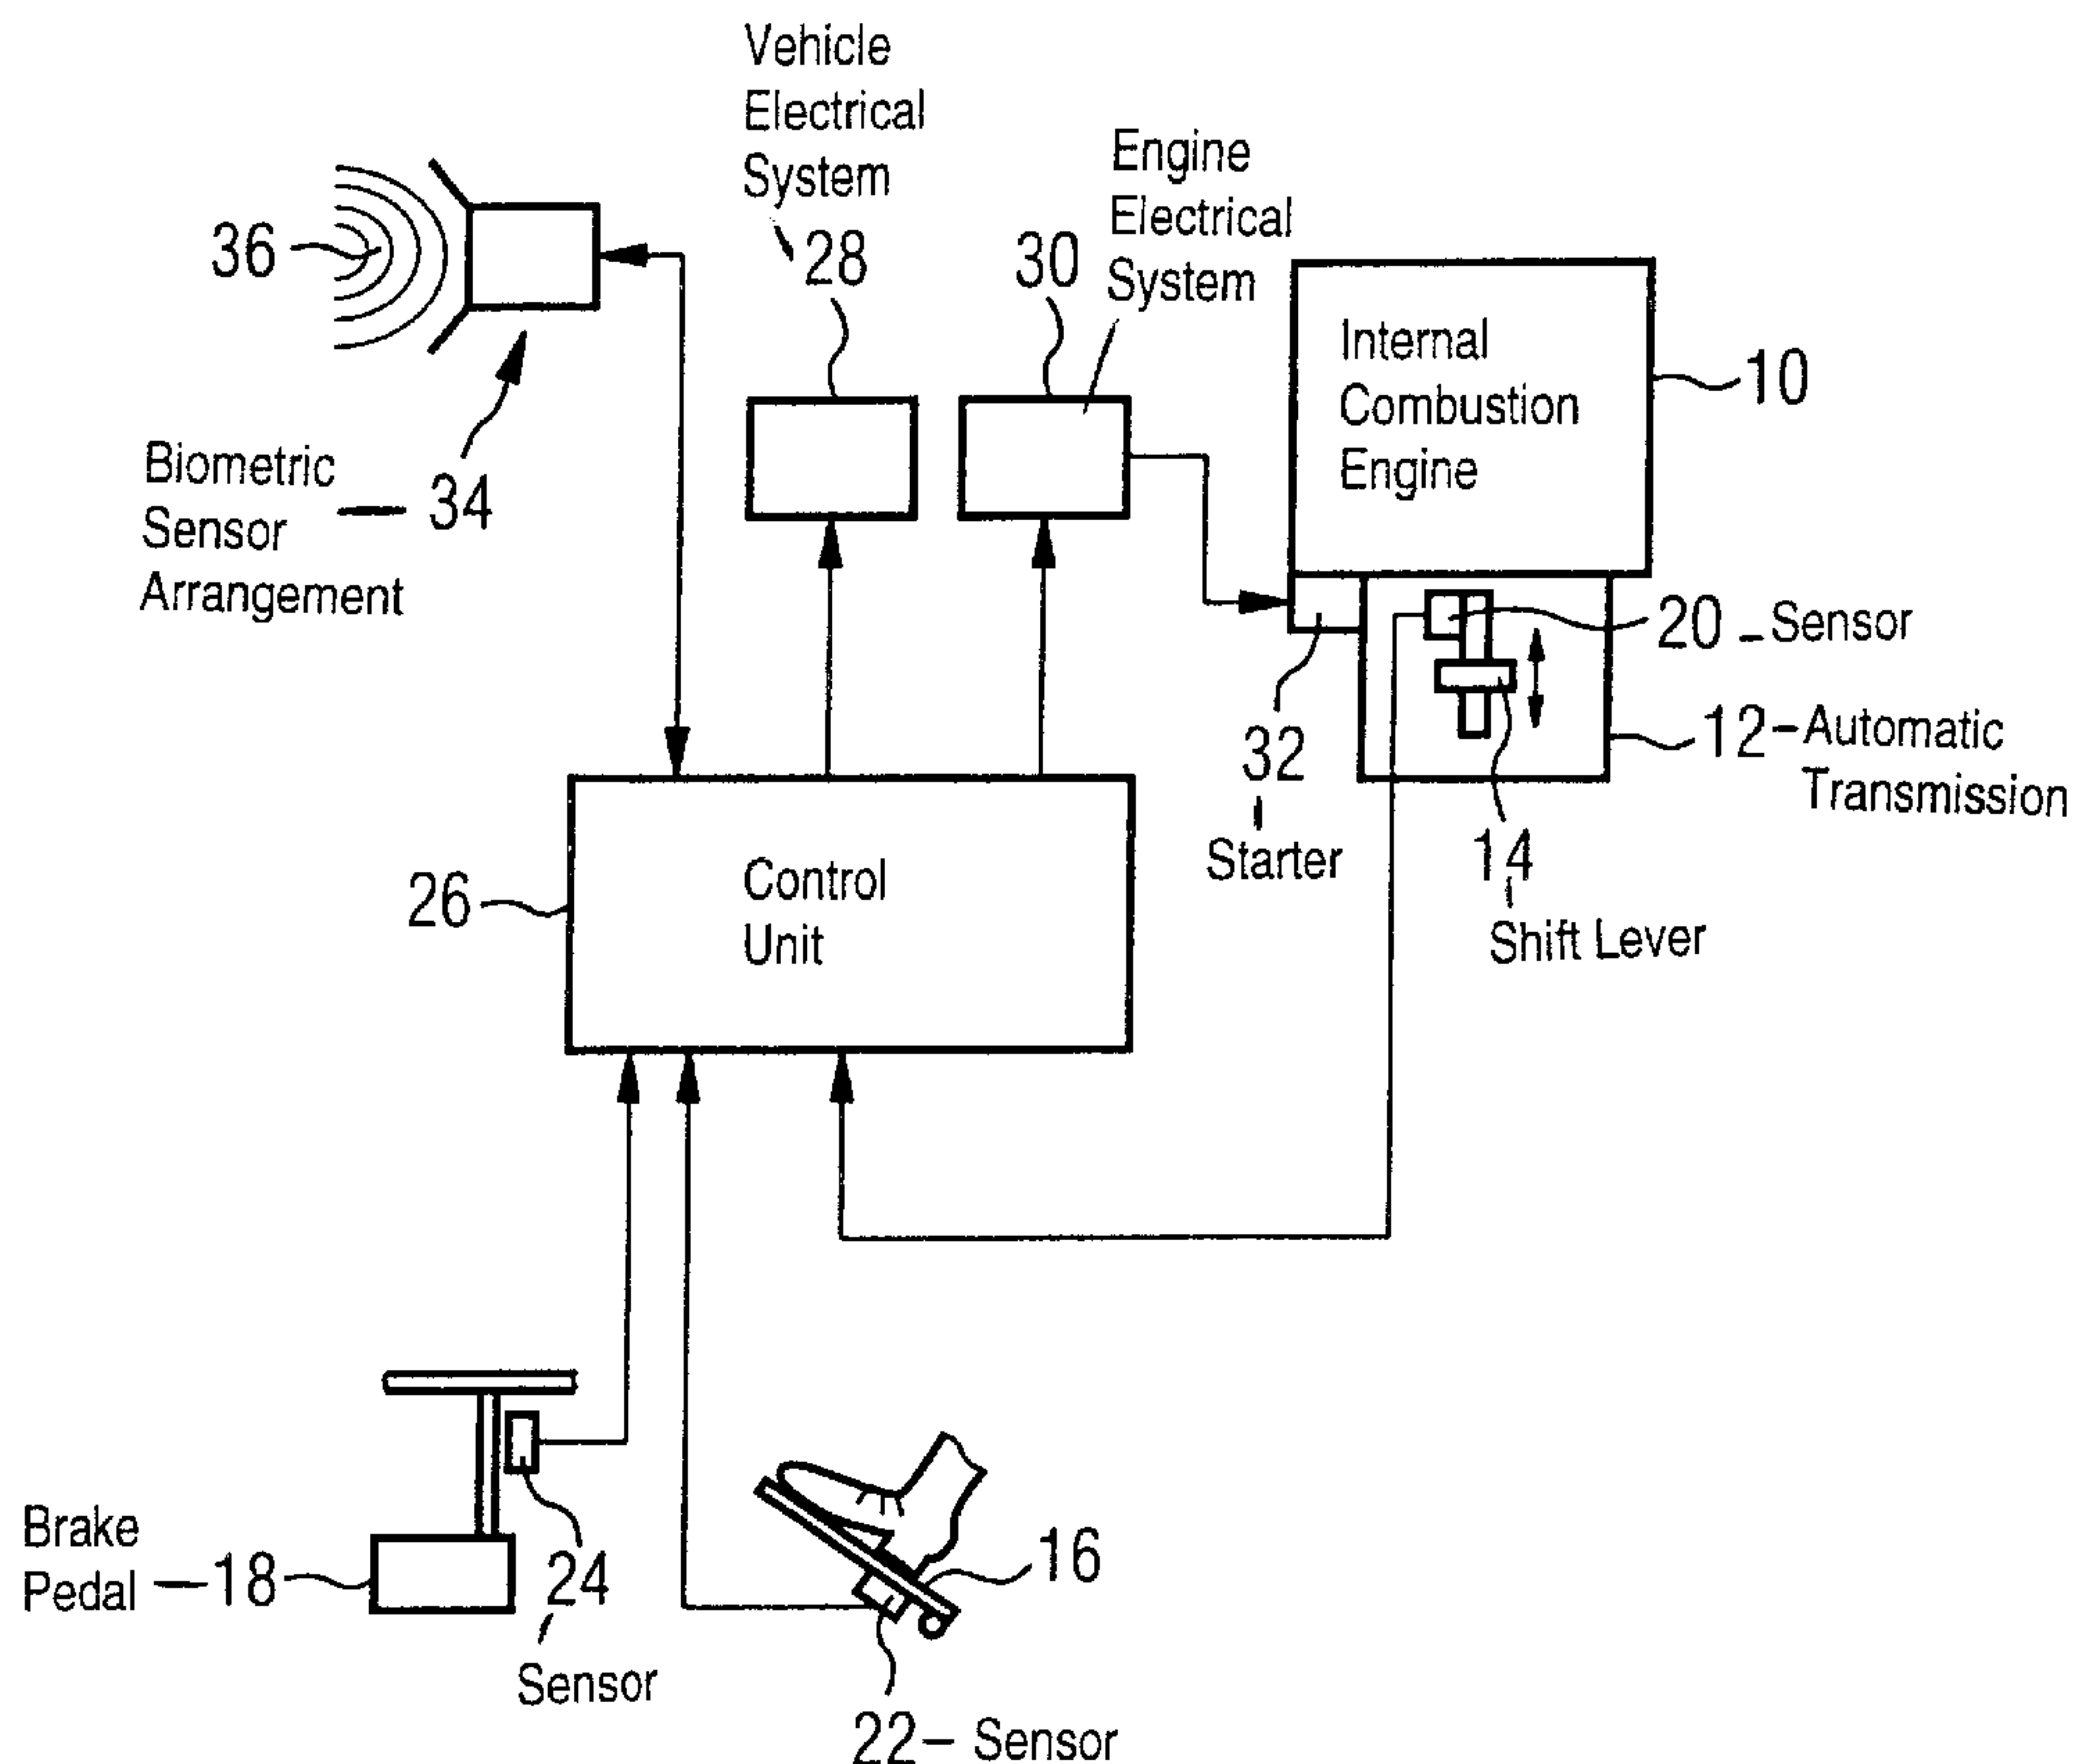 Vehicle
Electrical
System
28
Engine
Electrical
System
30
36
Internal
Combustion
Engine
10
Biometric
Sensor
Arrangement
34
20 - Sensor
12 - Automatic
Transmission
32
Starter
14
Shift Lever
26
Control
Unit
Brake
Pedal — 18
24
Sensor
16
22 - Sensor